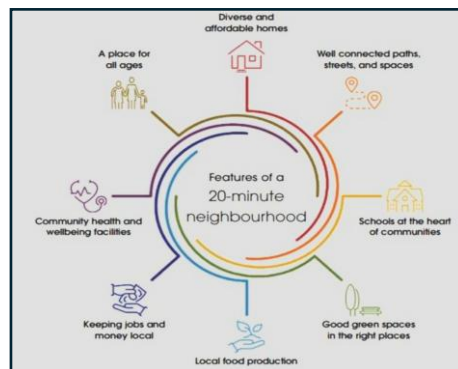 Diverse and
affordable homes
Well connected paths,
streets, and spaces
Schools at the heart
of communities
Good green spaces
in the right places
Local food production
Keeping jobs and
money local
Community health and
wellbeing facilities
A place for
all ages
Features of a
20-minute
neighbourhood